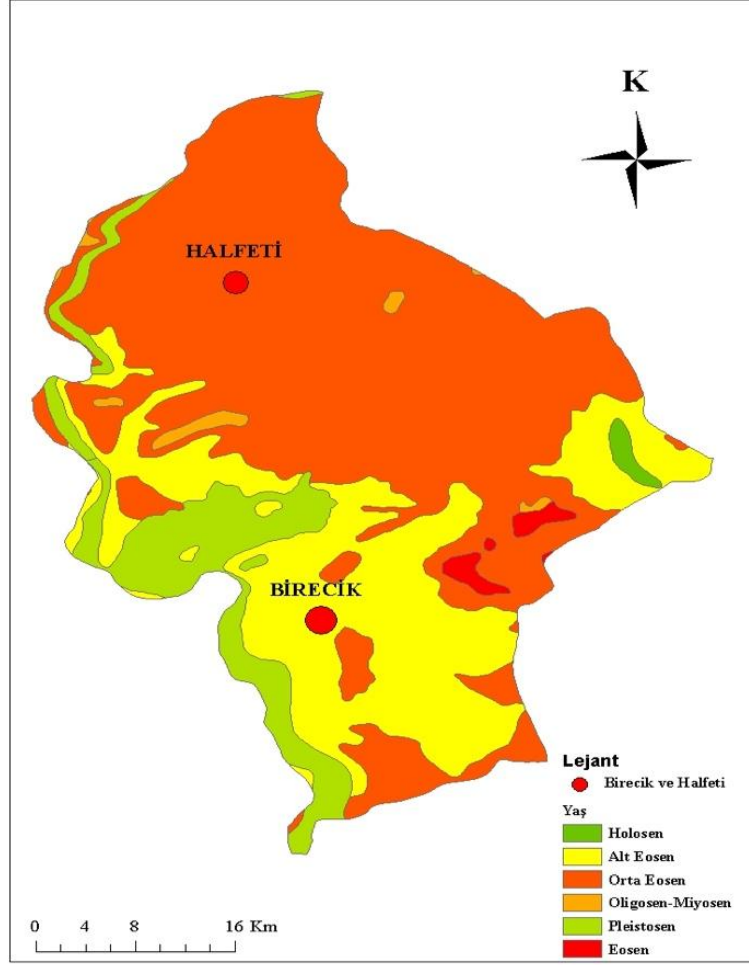 K
HALFETİ
BİRECİK
Lejant
Birecik ve Halfeti
Yaş
Holosen
Alt Eosen
Orta Eosen
Oligosen-Miyosen
Pleistosen
Eosen
0 4 8 16 Km